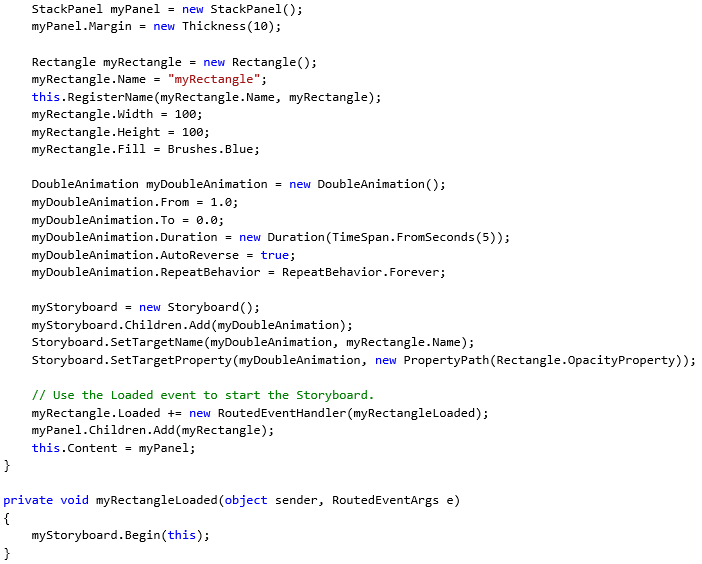 StackPanel myPanel = new StackPanel();
myPanel.Margin = new Thickness(10);
Rectangle myRectangle = new Rectangle();
myRectangle.Name = "myRectangle";
this.RegisterName(myRectangle.Name, myRectangle);
myRectangle.Width = 100;
myRectangle.Height = 100;
myRectangle.Fill = Brushes.Blue;
DoubleAnimation myDoubleAnimation = new DoubleAnimation();
myDoubleAnimation.From = 1.0;
myDoubleAnimation.To = 0.0;
myDoubleAnimation.Duration = new Duration(TimeSpan.FromSeconds(5));
myDoubleAnimation.AutoReverse = true;
myDoubleAnimation.RepeatBehavior = RepeatBehavior.Forever;
myStoryboard = new Storyboard();
myStoryboard.Children.Add(myDoubleAnimation);
Storyboard.SetTargetName(myDoubleAnimation, myRectangle.Name);
Storyboard.SetTargetProperty(myDoubleAnimation, new PropertyPath(Rectangle.OpacityProperty));
// Use the Loaded event to start the Storyboard.
myRectangle.Loaded += new RoutedEventHandler(myRectangleLoaded);
myPanel.Children.Add(myRectangle);
this.Content = myPanel;
}
private void myRectangleLoaded(object sender, RoutedEventArgs e)
{
myStoryboard.Begin(this);
}